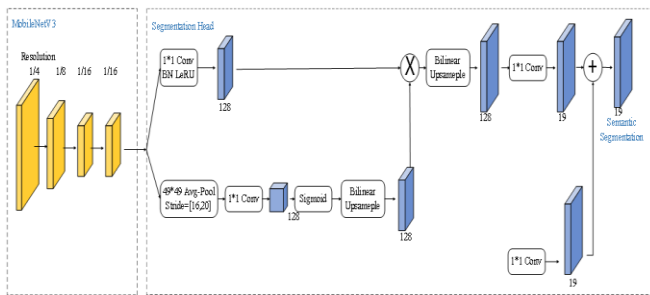 MobileNetV3
Segmentation Head
Resolution
1/4 1/8 1/16 1/16
1*1 Conv
BN LeRU
128
X
Bilinear
Upsameple
128
1*1 Conv
19
+
19
Semantic
Segmentation
49*49 Avg-Pool
Stride=[16,20]
1*1 Conv
128
Sigmoid
Bilinear
Upsameple
128
1*1 Conv
19